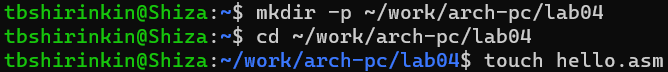 tbshirinkin@Shiza:~$ mkdir -p ~/work/arch-pc/lab04
tbshirinkin@Shiza:~$ cd ~/work/arch-pc/lab04
tbshirinkin@Shiza:~/work/arch-pc/lab04$ touch hello.asm